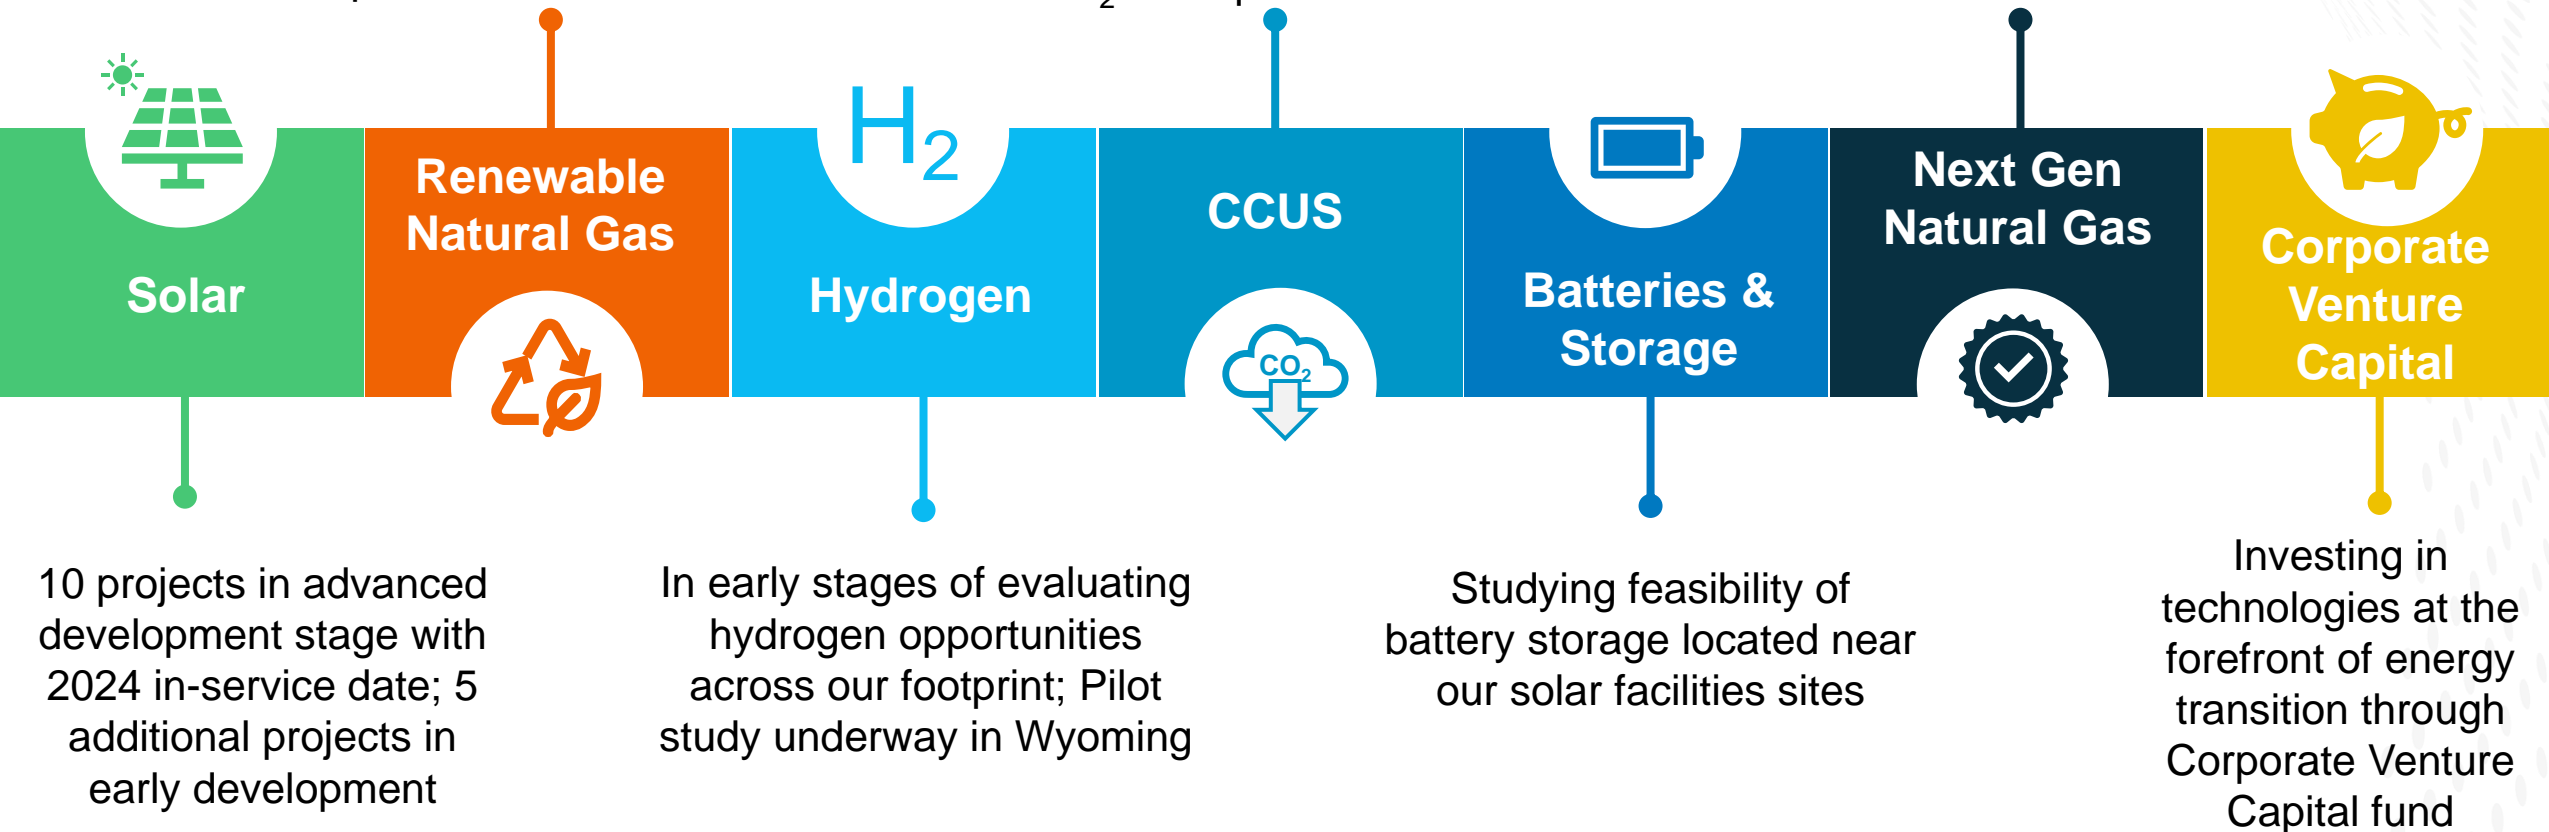 H2
Renewable
Natural Gas
CCUS
Next Gen
Natural Gas
Solar
Hydrogen
Batteries &
Storage
Corporate
Venture
Capital
CO2
10 projects in advanced
development stage with
2024 in-service date; 5
additional projects in
early development
In early stages of evaluating
hydrogen opportunities
across our footprint; Pilot
study underway in Wyoming
Studying feasibility of
battery storage located near
our solar facilities sites
Investing in
technologies at the
forefront of energy
transition through
Corporate Venture
Capital fund